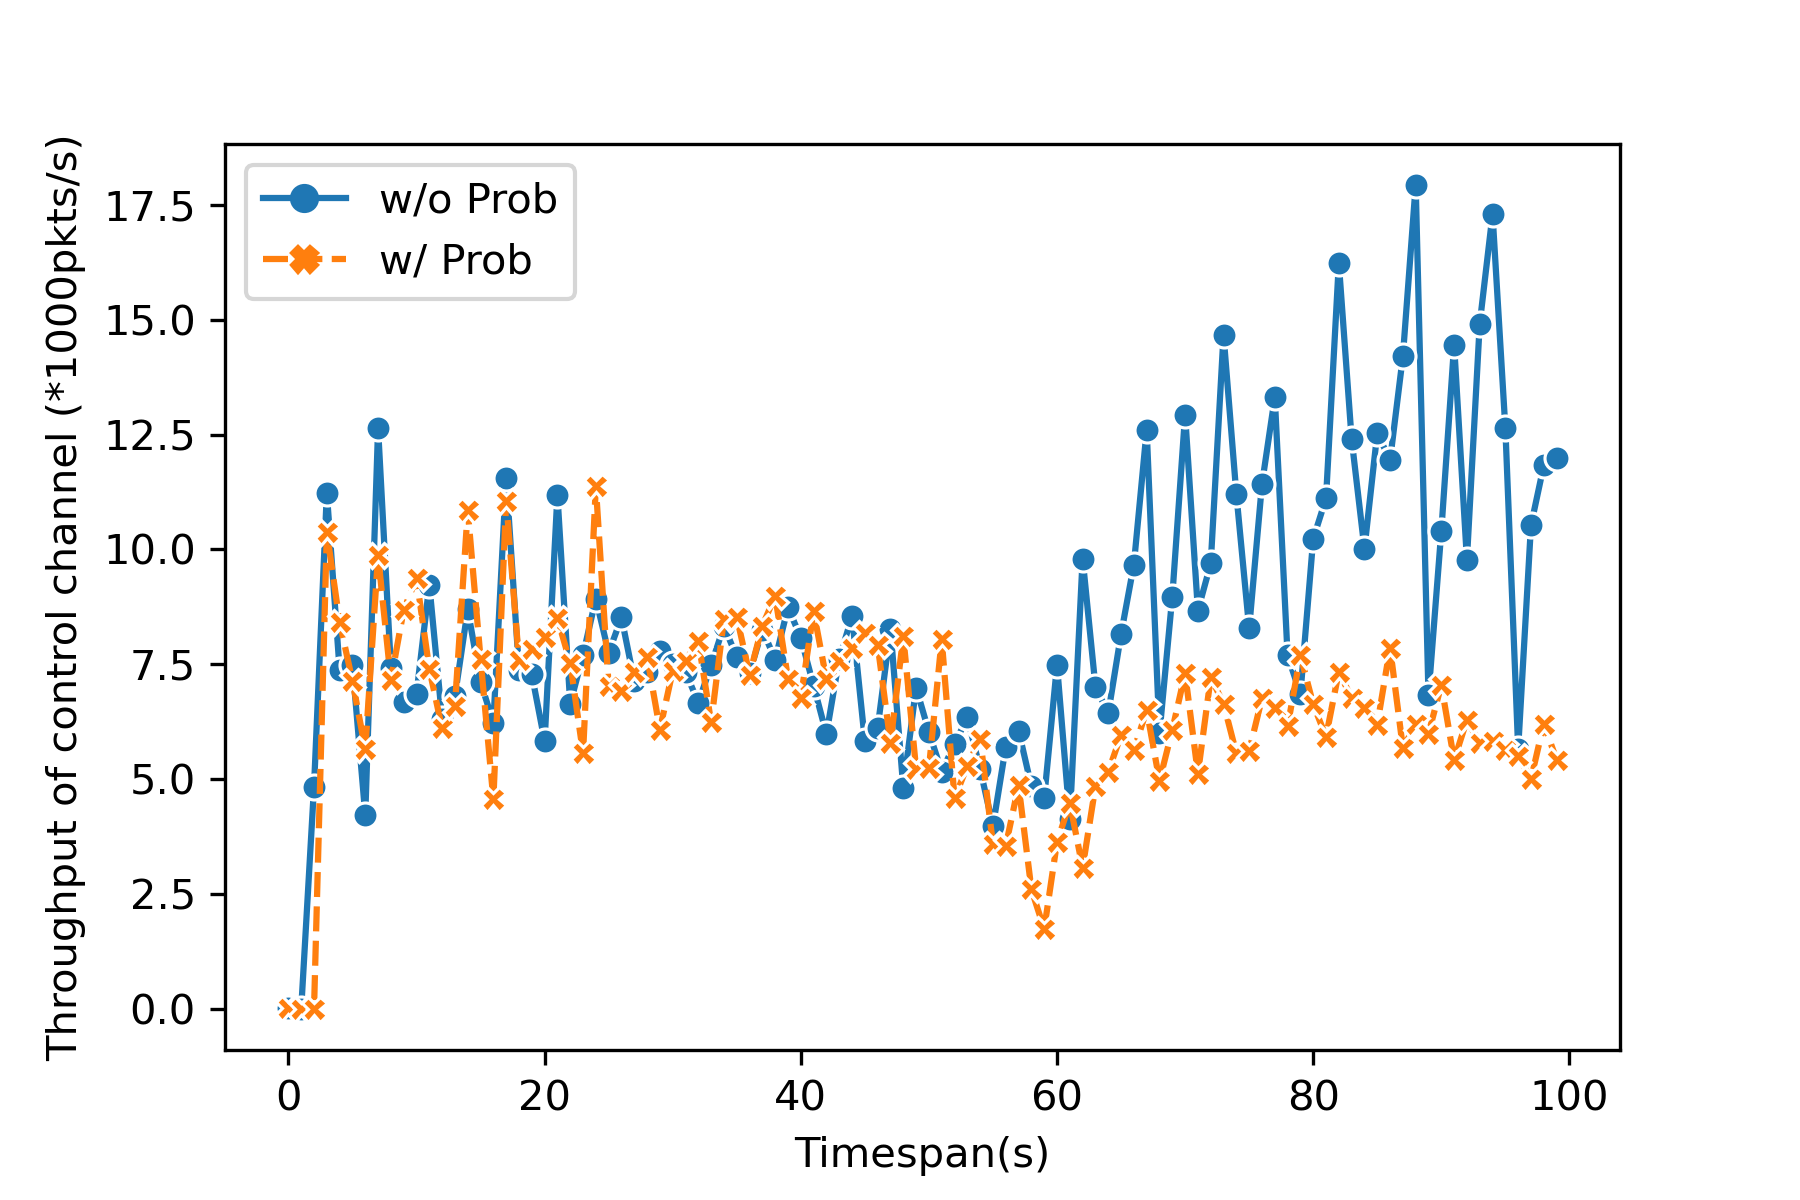 w/o Prob
w/ Prob
Throughput of control channel (*1000pkts/s)
17.5
15.0
12.5
10.0
7.5
5.0
2.5
0.0
0 20 40 60 80 100
Timespan(s)